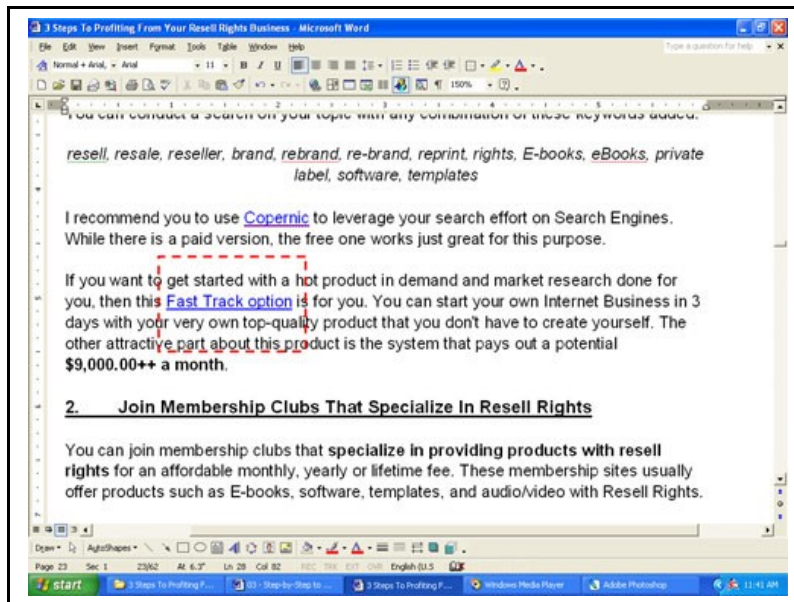 3 Steps To Profiting From Your Resell Rights Business - Microsoft Word
File Edit View Insert Format Tools Table Window Help Type a question for help
Normal + Arial, Arial 11 B I U
150%
You can conduct a search on your topic with any combination of these keywords added:
resell, resale, reseller, brand, rebrand, re-brand, reprint, rights, E-books, eBooks, private
label, software, templates
I recommend you to use Copernic to leverage your search effort on Search Engines.
While there is a paid version, the free one works just great for this purpose.
If you want to get started with a hot product in demand and market research done for
you, then this Fast Track option is for you. You can start your own Internet Business in 3
days with your very own top-quality product that you don't have to create yourself. The
other attractive part about this product is the system that pays out a potential
$9,000.00++ a month.
2. Join Membership Clubs That Specialize In Resell Rights
You can join membership clubs that specialize in providing products with resell
rights for an affordable monthly, yearly or lifetime fee. These membership sites usually
offer products such as E-books, software, templates, and audio/video with Resell Rights.
Draw AutoShapes
Page 23 Sec 1 23/62 At 6.3" Ln 28 Col 82 REC TRK EXT OVR English (U.S
start 3 Steps To Profiting F... 03 - Step-by-Step to ... 3 Steps To Profiting F... Windows Media Player Adobe Photoshop 11:41 AM